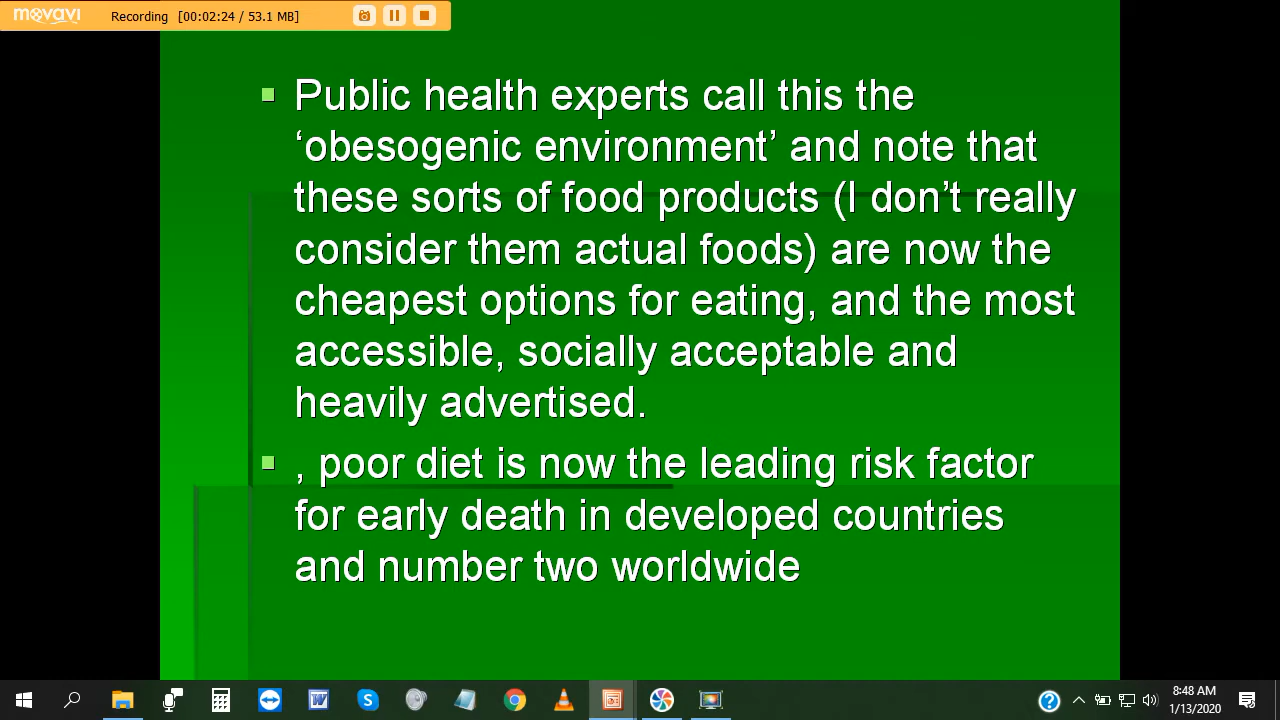 movavi
Recording [00:02:24 / 53.1 MB]
Public health experts call this the
‘obesogenic environment’ and note that
these sorts of food products (I don’t really
consider them actual foods) are now the
cheapest options for eating, and the most
accessible, socially acceptable and
heavily advertised.
, poor diet is now the leading risk factor
for early death in developed countries
and number two worldwide
8:48 AM
1/13/2020